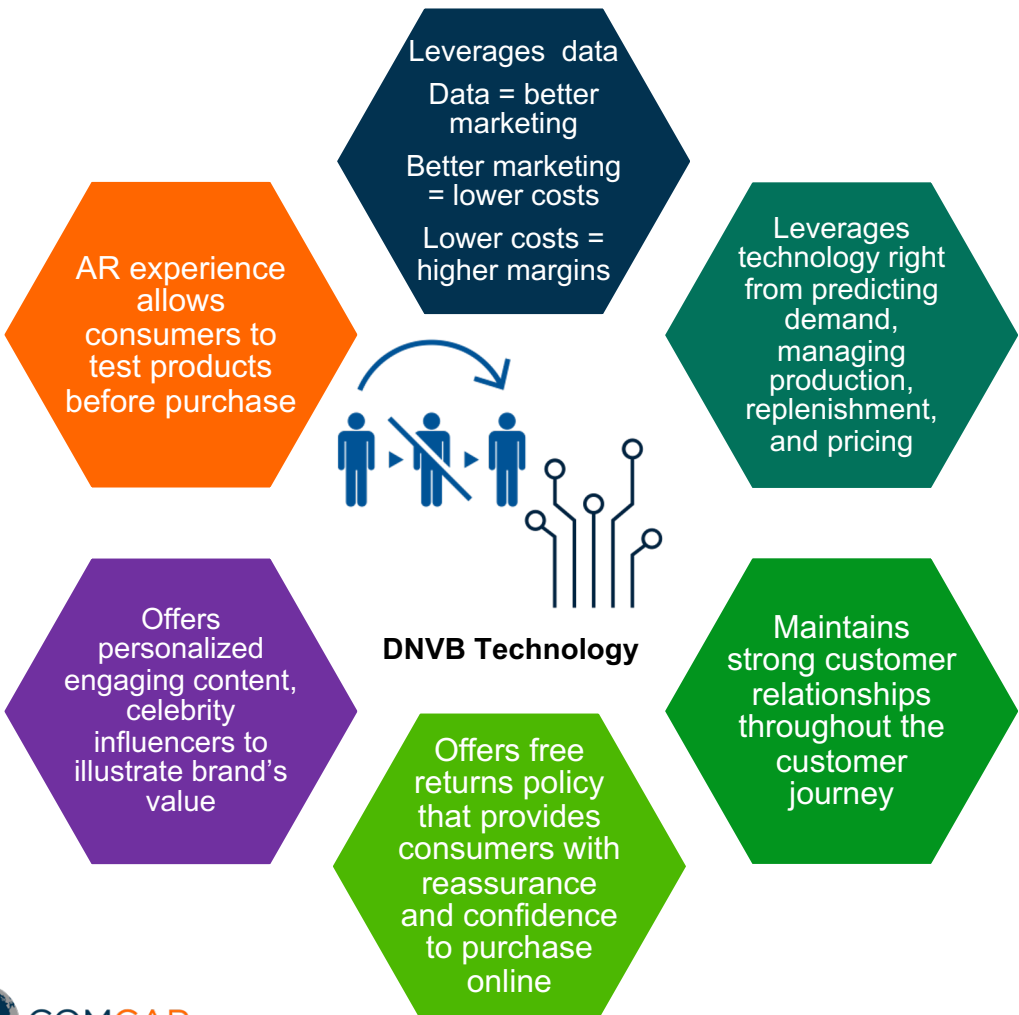 Leverages data
Data = better
marketing
Better marketing
= lower costs
Lower costs =
higher margins
Leverages
technology right
from predicting
demand,
managing
production,
replenishment,
and pricing
Maintains
strong customer
relationships
throughout the
customer
journey
Offers free
returns policy
that provides
consumers with
reassurance
and confidence
to purchase
online
Offers
personalized
engaging content,
celebrity
influencers to
illustrate brand’s
value
AR experience
allows
consumers to
test products
before purchase
DNVB Technology